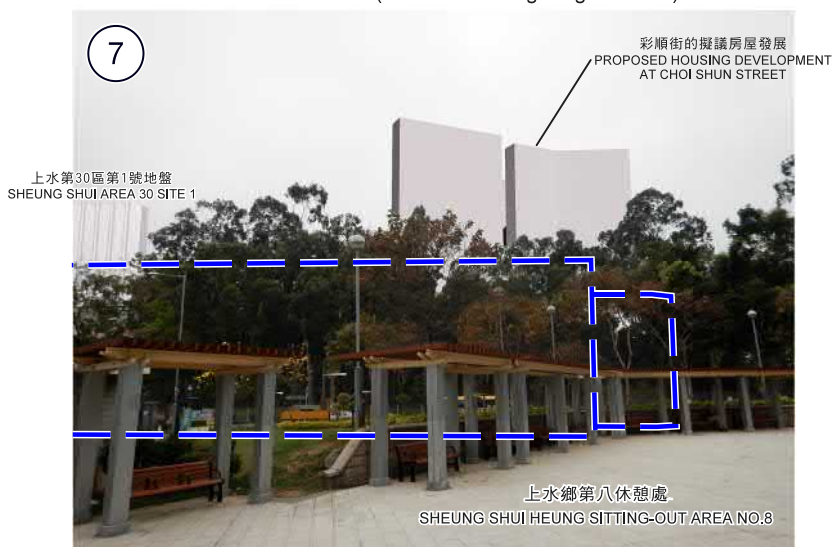 7
彩順街的擬議房屋發展
PROPOSED HOUSING DEVELOPMENT
AT CHOI SHUN STREET
上水第30區第1號地盤
SHEUNG SHUI AREA 30 SITE 1
上水鄉第八休憩處
SHEUNG SHUI HEUNG SITTING-OUT AREA NO.8